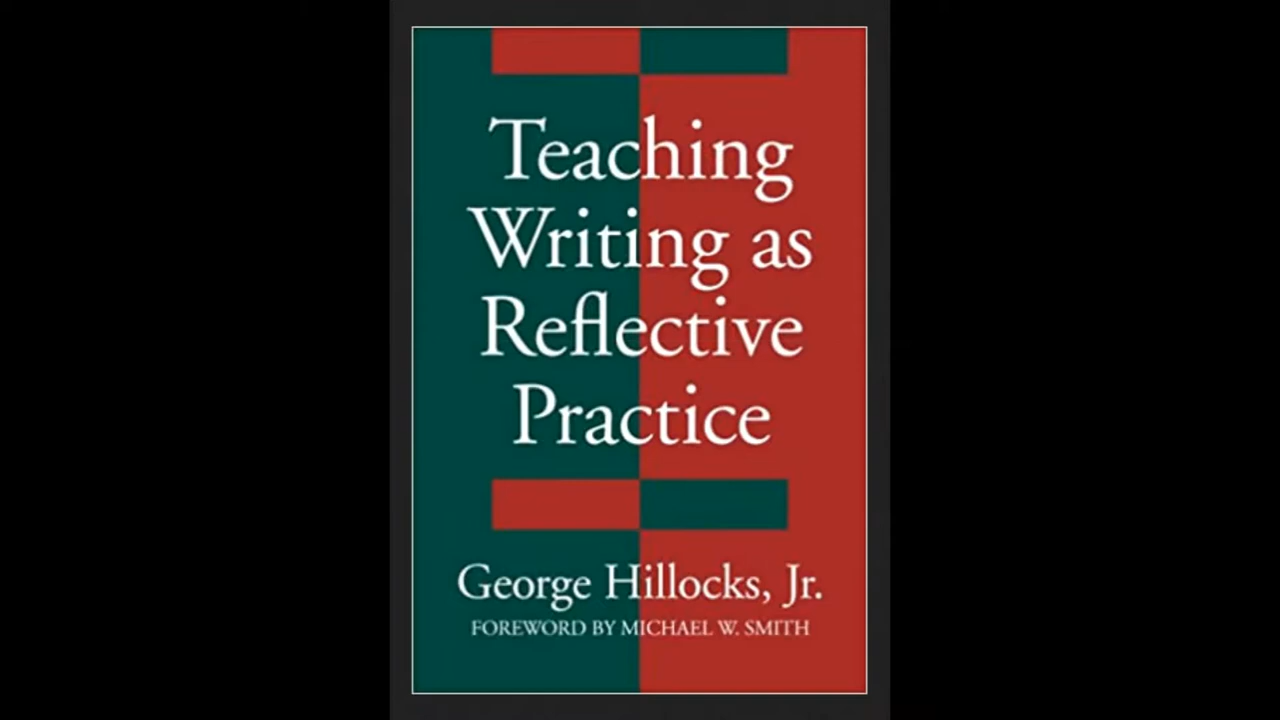 Teaching
Writing as
Reflective
Practice
George Hillocks, Jr.
FOREWORD BY MICHAEL W. SMITH